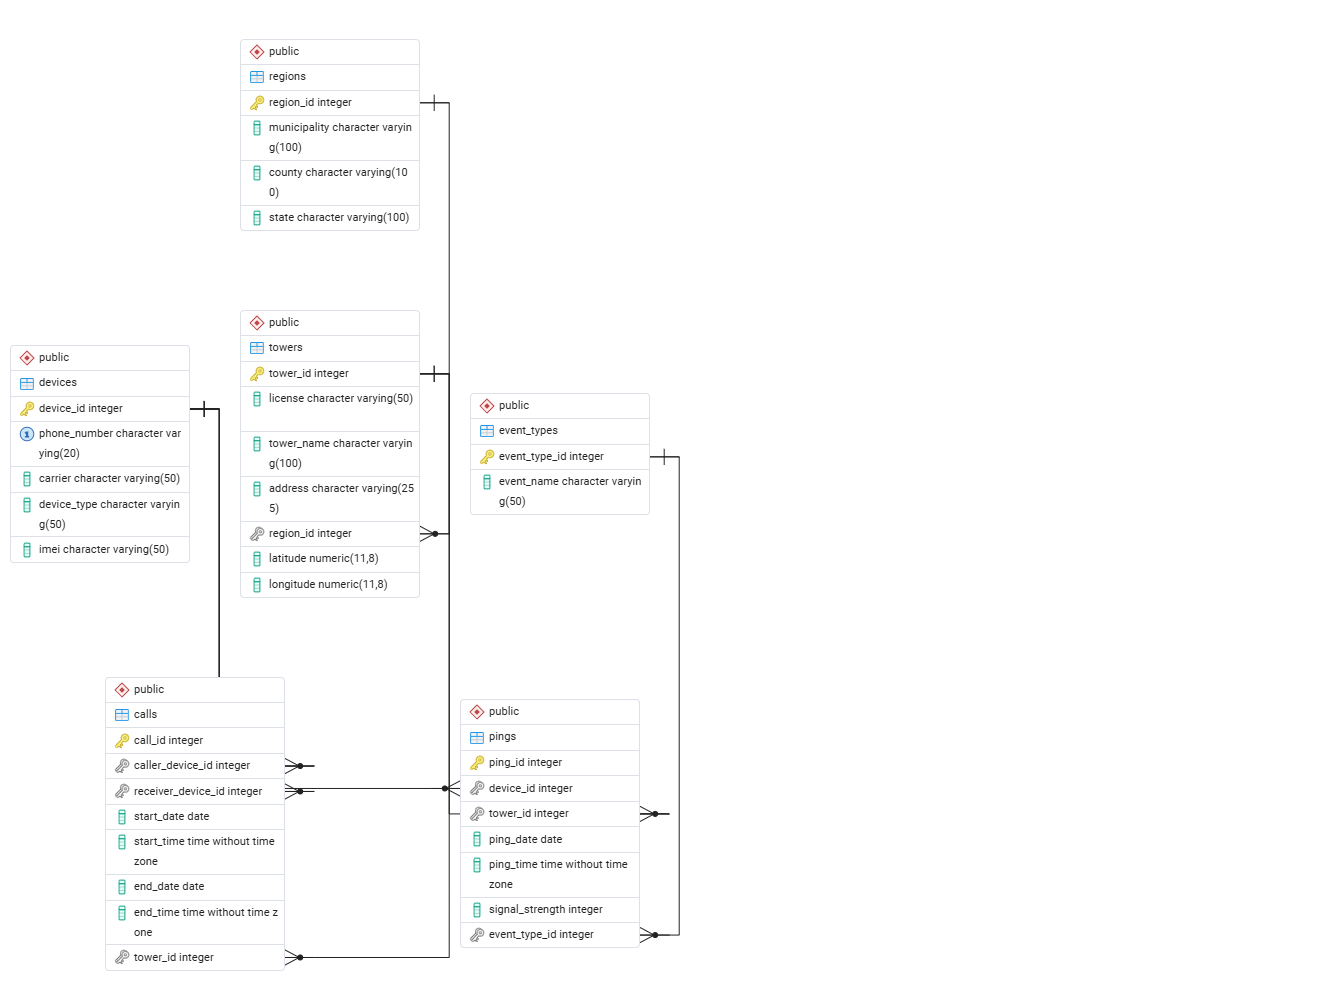 public
regions
region_id integer
municipality character varyin
g(100)
county character varying(10
0)
state character varying(100)
public
towers
tower_id integer
license character varying(50)
tower_name character varyin
g(100)
address character varying(25
5)
region_id integer
latitude numeric(11,8)
longitude numeric(11,8)
public
devices
device_id integer
1
phone_number character var
ying(20)
carrier character varying(50)
device_type character varyin
g(50)
imei character varying(50)
public
event_types
event_type_id integer
event_name character varyin
g(50)
public
calls
call_id integer
caller_device_id integer
receiver_device_id integer
start_date date
start_time time without time
zone
end_date date
end_time time without time z
one
tower_id integer
public
pings
ping_id integer
device_id integer
tower_id integer
ping_date date
ping_time time without time
zone
signal_strength integer
event_type_id integer